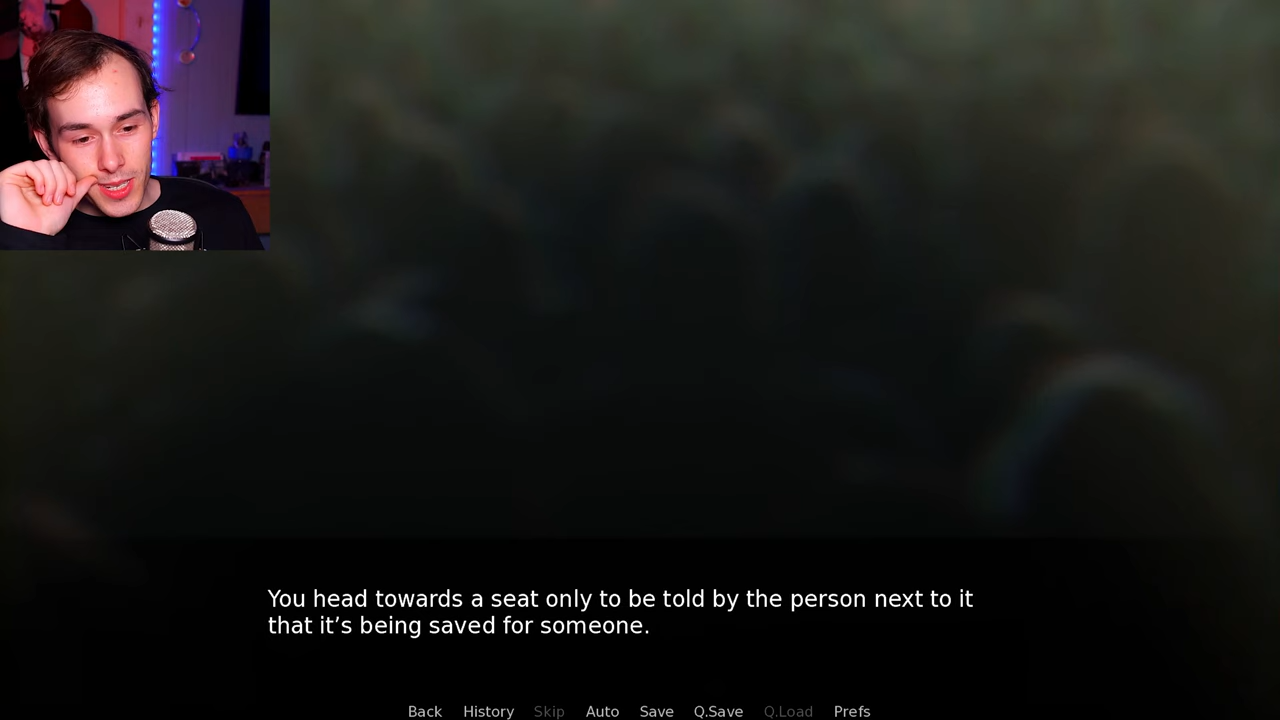 You head towards a seat only to be told by the person next to it
that it’s being saved for someone.
Back History Skip Auto Save Q.Save Q.Load Prefs